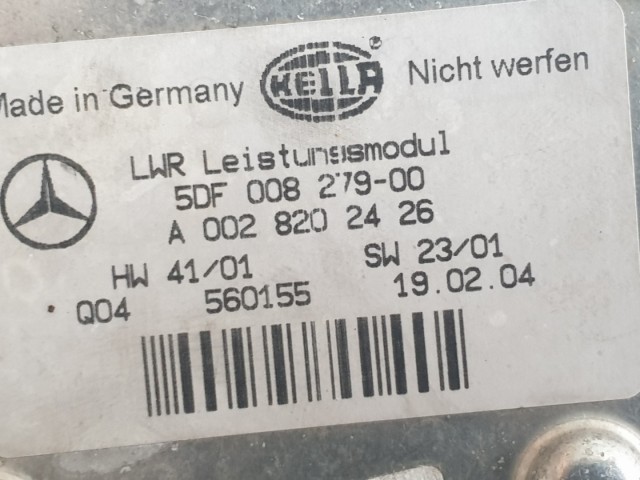 Made in Germany HELLA ® Nicht werfen
LWR Leistungsmodul
5DF 008 279-00
A 002 820 24 26
HW 41/01 SW 23/01
Q04 560155 19.02.04